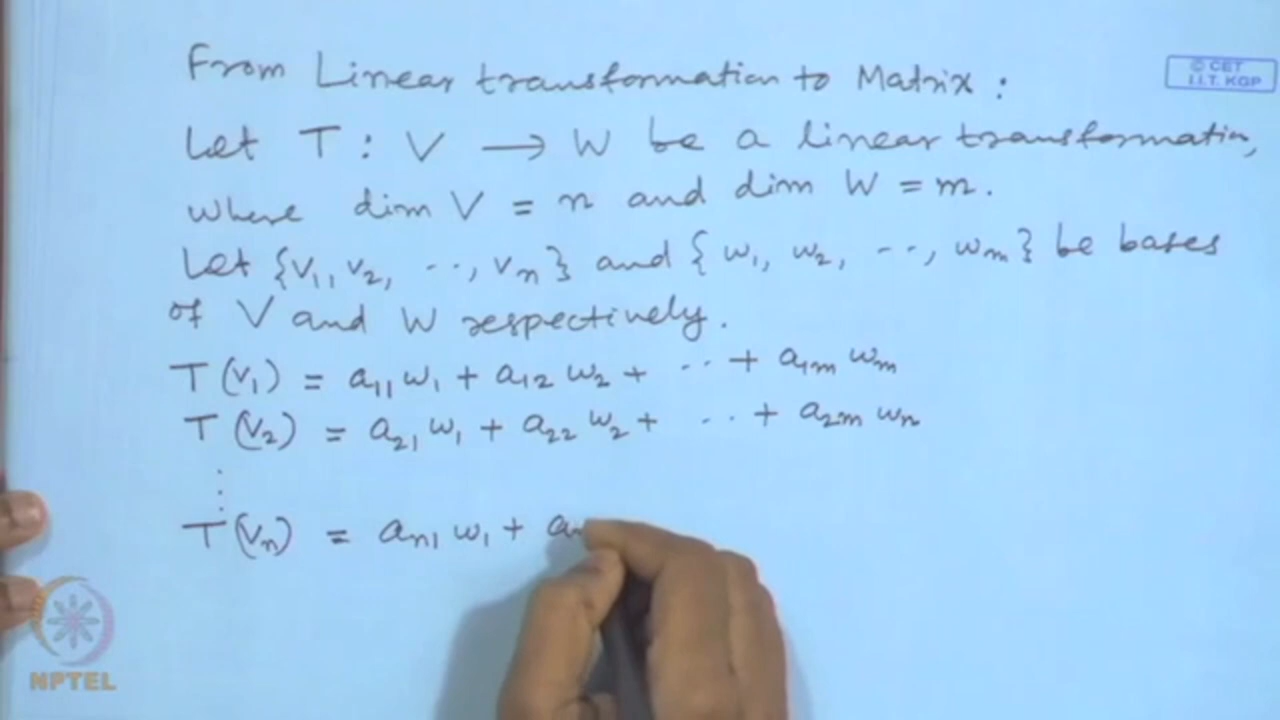 From Linear transformation to Matrix :
© CET
I.I.T. KGP
Let T : V → W be a linear transformation,
where dim V = n and dim W = m.
Let {v₁, v₂, ··, vₙ} and {w₁, w₂, ··, wₘ} be bases
of V and W respectively.
T(v₁) = a₁₁ w₁ + a₁₂ w₂ + ·· + a₁ₘ wₘ
T(v₂) = a₂₁ w₁ + a₂₂ w₂ + ·· + a₂ₘ wₙ
⋮
T(vₙ) = aₙ₁ w₁ + aₙ
NPTEL